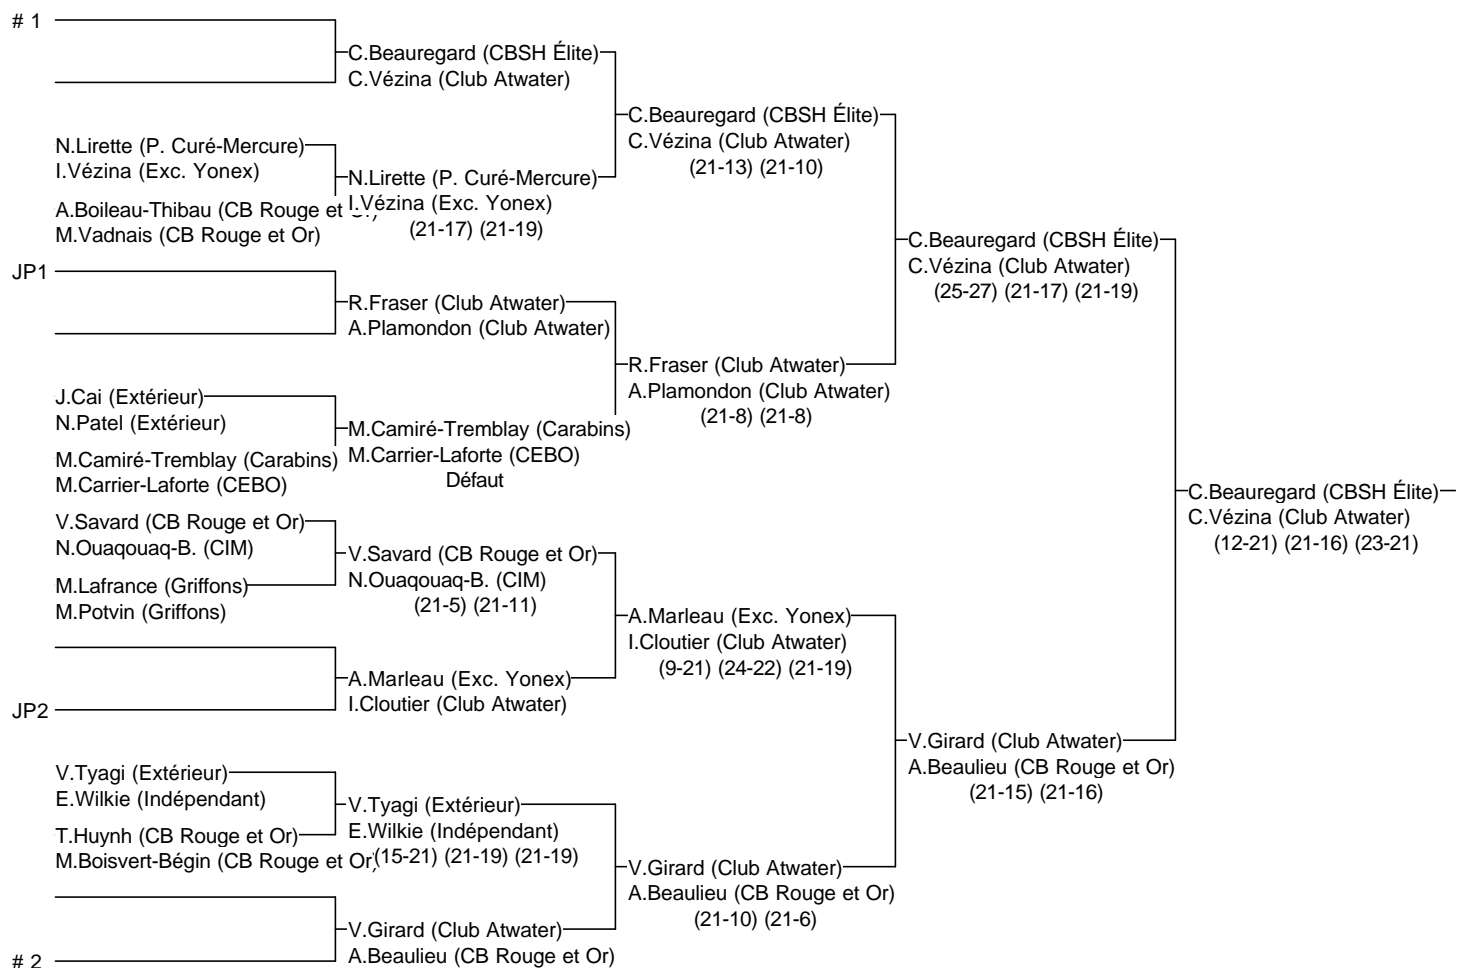 # 1
C.Beauregard (CBSH Élite)
C.Vézina (Club Atwater)
C.Beauregard (CBSH Élite)
C.Vézina (Club Atwater)
(21-13) (21-10)
N.Lirette (P. Curé-Mercure)
I.Vézina (Exc. Yonex)
N.Lirette (P. Curé-Mercure)
I.Vézina (Exc. Yonex)
(21-17) (21-19)
A.Boileau-Thibau (CB Rouge et Or)
M.Vadnais (CB Rouge et Or)
C.Beauregard (CBSH Élite)
C.Vézina (Club Atwater)
(25-27) (21-17) (21-19)
JP1
R.Fraser (Club Atwater)
A.Plamondon (Club Atwater)
R.Fraser (Club Atwater)
A.Plamondon (Club Atwater)
(21-8) (21-8)
J.Cai (Extérieur)
N.Patel (Extérieur)
M.Camiré-Tremblay (Carabins)
M.Carrier-Laforte (CEBO)
Défaut
M.Camiré-Tremblay (Carabins)
M.Carrier-Laforte (CEBO)
C.Beauregard (CBSH Élite)
C.Vézina (Club Atwater)
(12-21) (21-16) (23-21)
V.Savard (CB Rouge et Or)
N.Ouaqouaq-B. (CIM)
V.Savard (CB Rouge et Or)
N.Ouaqouaq-B. (CIM)
(21-5) (21-11)
M.Lafrance (Griffons)
M.Potvin (Griffons)
A.Marleau (Exc. Yonex)
I.Cloutier (Club Atwater)
(9-21) (24-22) (21-19)
A.Marleau (Exc. Yonex)
I.Cloutier (Club Atwater)
JP2
V.Girard (Club Atwater)
A.Beaulieu (CB Rouge et Or)
(21-15) (21-16)
V.Tyagi (Extérieur)
E.Wilkie (Indépendant)
V.Tyagi (Extérieur)
E.Wilkie (Indépendant)
(15-21) (21-19) (21-19)
T.Huynh (CB Rouge et Or)
M.Boisvert-Bégin (CB Rouge et Or)
V.Girard (Club Atwater)
A.Beaulieu (CB Rouge et Or)
(21-10) (21-6)
V.Girard (Club Atwater)
A.Beaulieu (CB Rouge et Or)
# 2